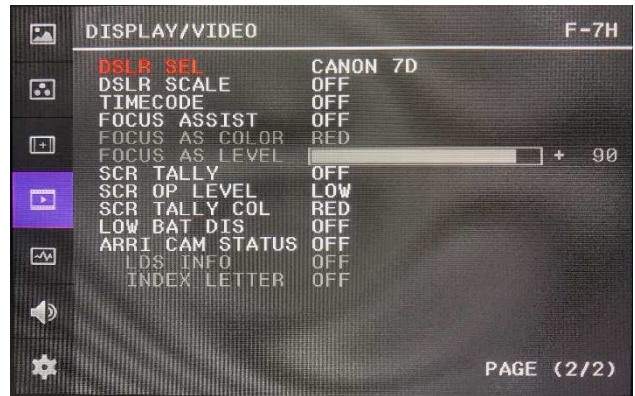 DISPLAY/VIDEO F-7H
DSLR SEL CANON 7D
DSLR SCALE OFF
TIMECODE OFF
FOCUS ASSIST OFF
FOCUS AS COLOR RED
FOCUS AS LEVEL + 90
SCR TALLY OFF
SCR OP LEVEL LOW
SCR TALLY COL RED
LOW BAT DIS OFF
ARRI CAM STATUS OFF
LDS INFO OFF
INDEX LETTER OFF
PAGE (2/2)